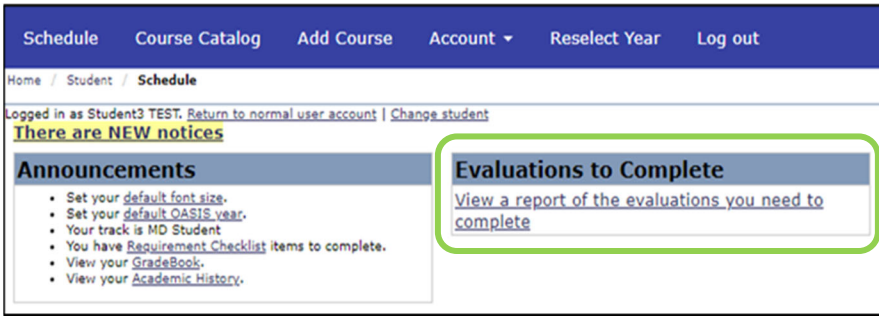 Schedule Course Catalog Add Course Account Reselect Year Log out
Home / Student / Schedule
Logged in as Student3 TEST. Return to normal user account | Change student
There are NEW notices
Announcements
• Set your default font size.
• Set your default OASIS year.
• Your track is MD Student
• You have Requirement Checklist items to complete.
• View your GradeBook.
• View your Academic History.
Evaluations to Complete
View a report of the evaluations you need to
complete